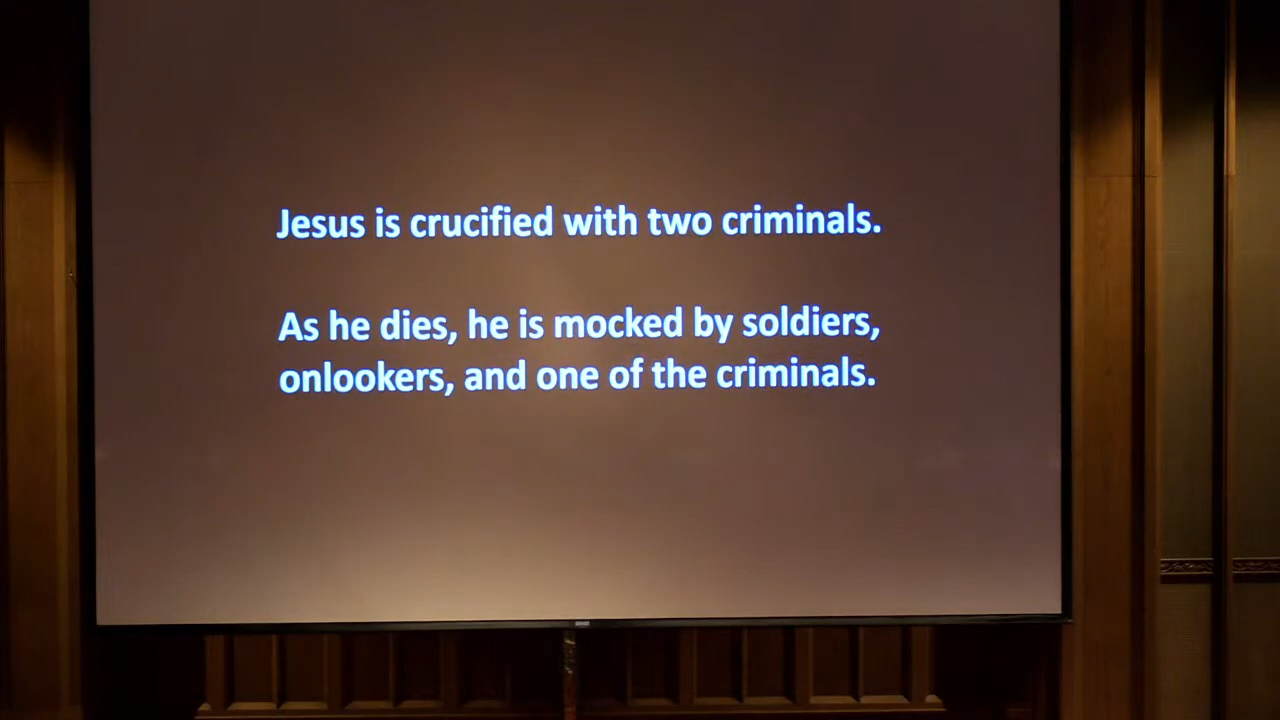 Jesus is crucified with two criminals.
As he dies, he is mocked by soldiers,
onlookers, and one of the criminals.